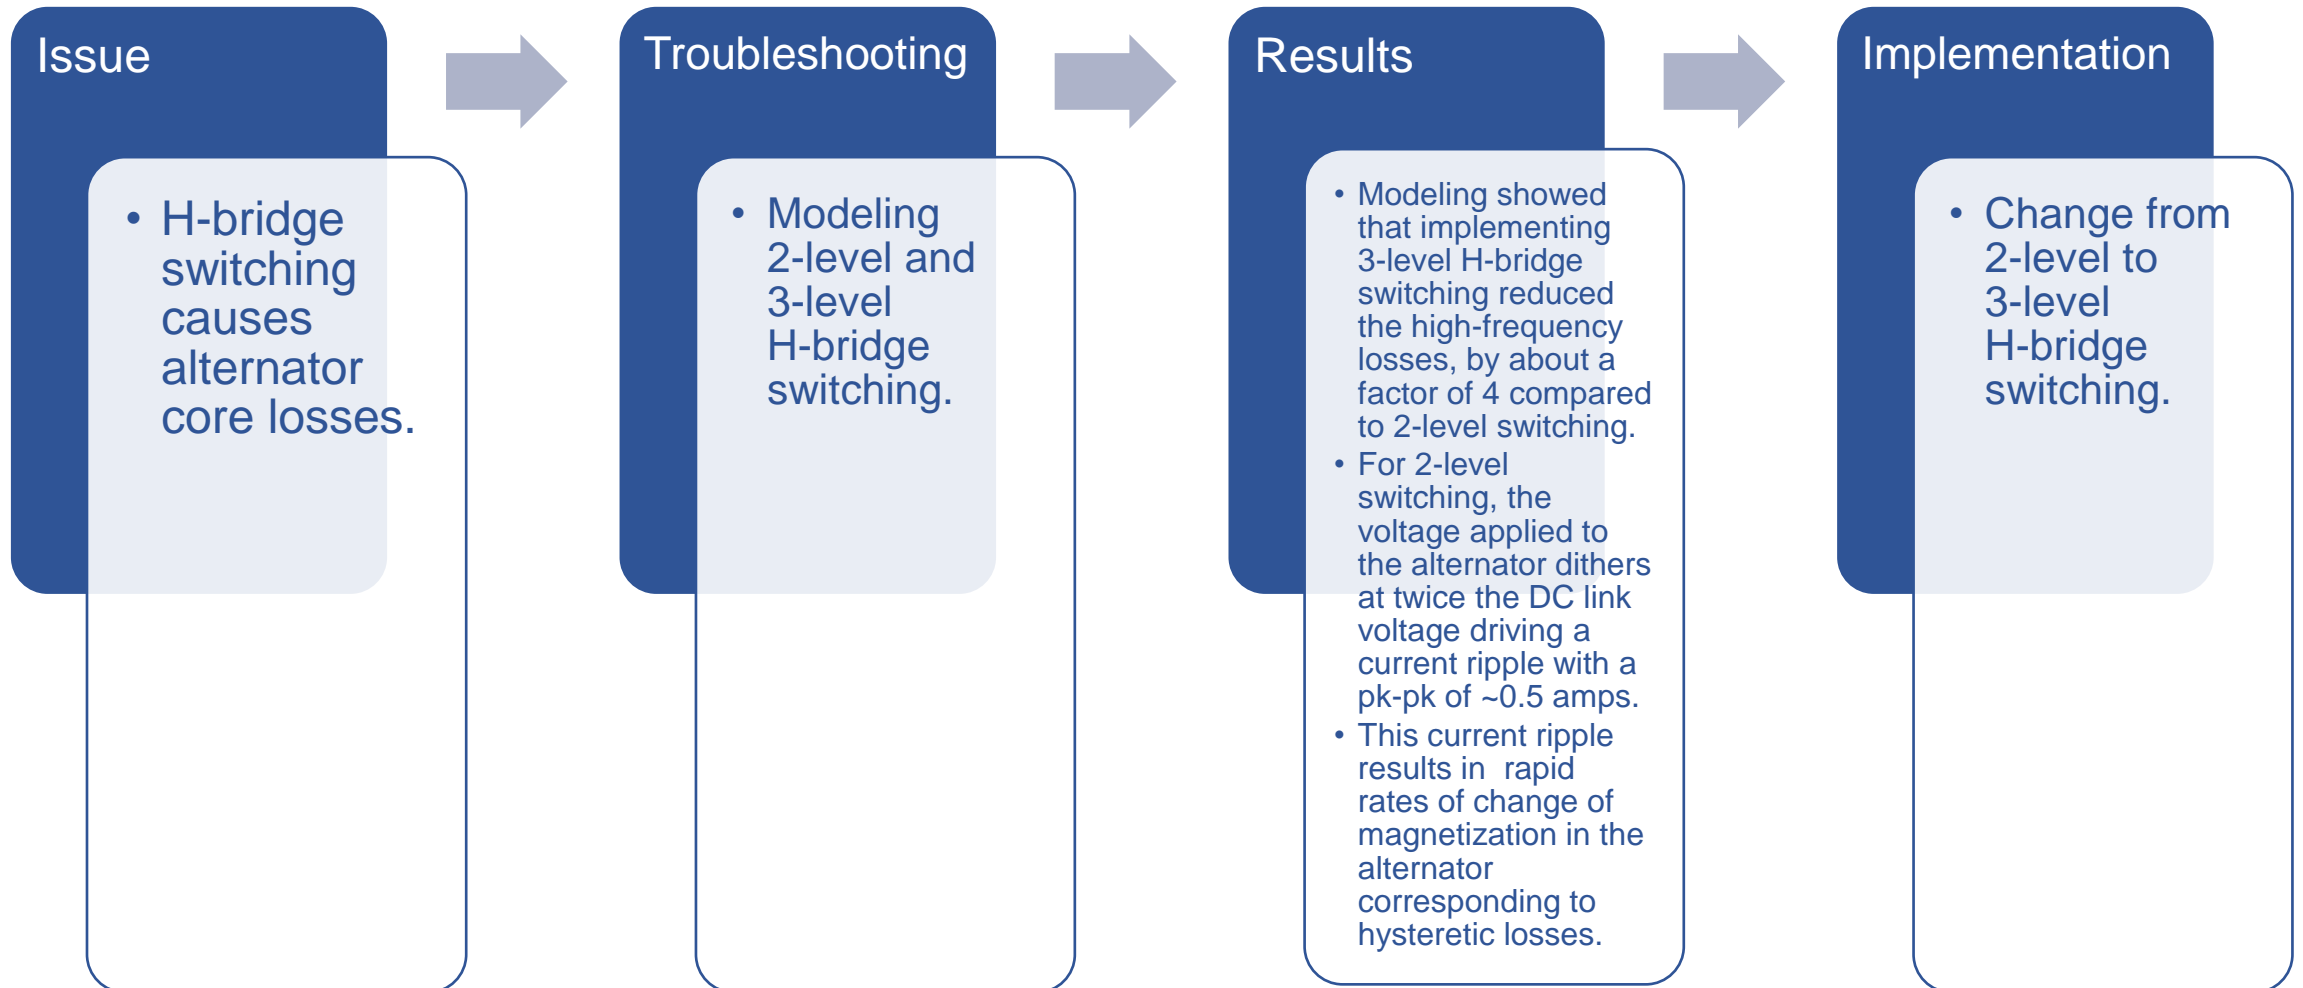 Issue
• H-bridge
switching
causes
alternator
core losses.
Troubleshooting
• Modeling
2-level and
3-level
H-bridge
switching.
Results
• Modeling showed
that implementing
3-level H-bridge
switching reduced
the high-frequency
losses, by about a
factor of 4 compared
to 2-level switching.
• For 2-level
switching, the
voltage applied to
the alternator dithers
at twice the DC link
voltage driving a
current ripple with a
pk-pk of ~0.5 amps.
• This current ripple
results in  rapid
rates of change of
magnetization in the
alternator
corresponding to
hysteretic losses.
Implementation
• Change from
2-level to
3-level
H-bridge
switching.